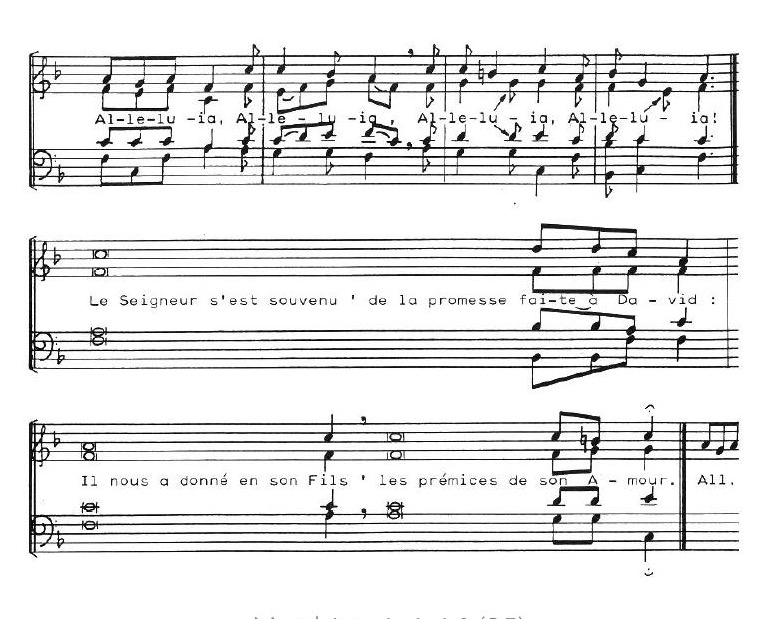 Al-le-lu -ia, Al-le - lu -ia, Al-le-lu - ia, Al-le-lu - ia!
Le Seigneur s'est souvenu ' de la promesse fai-te à Da - vid :
Il nous a donné en son Fils ' les prémices de son A - mour. All.